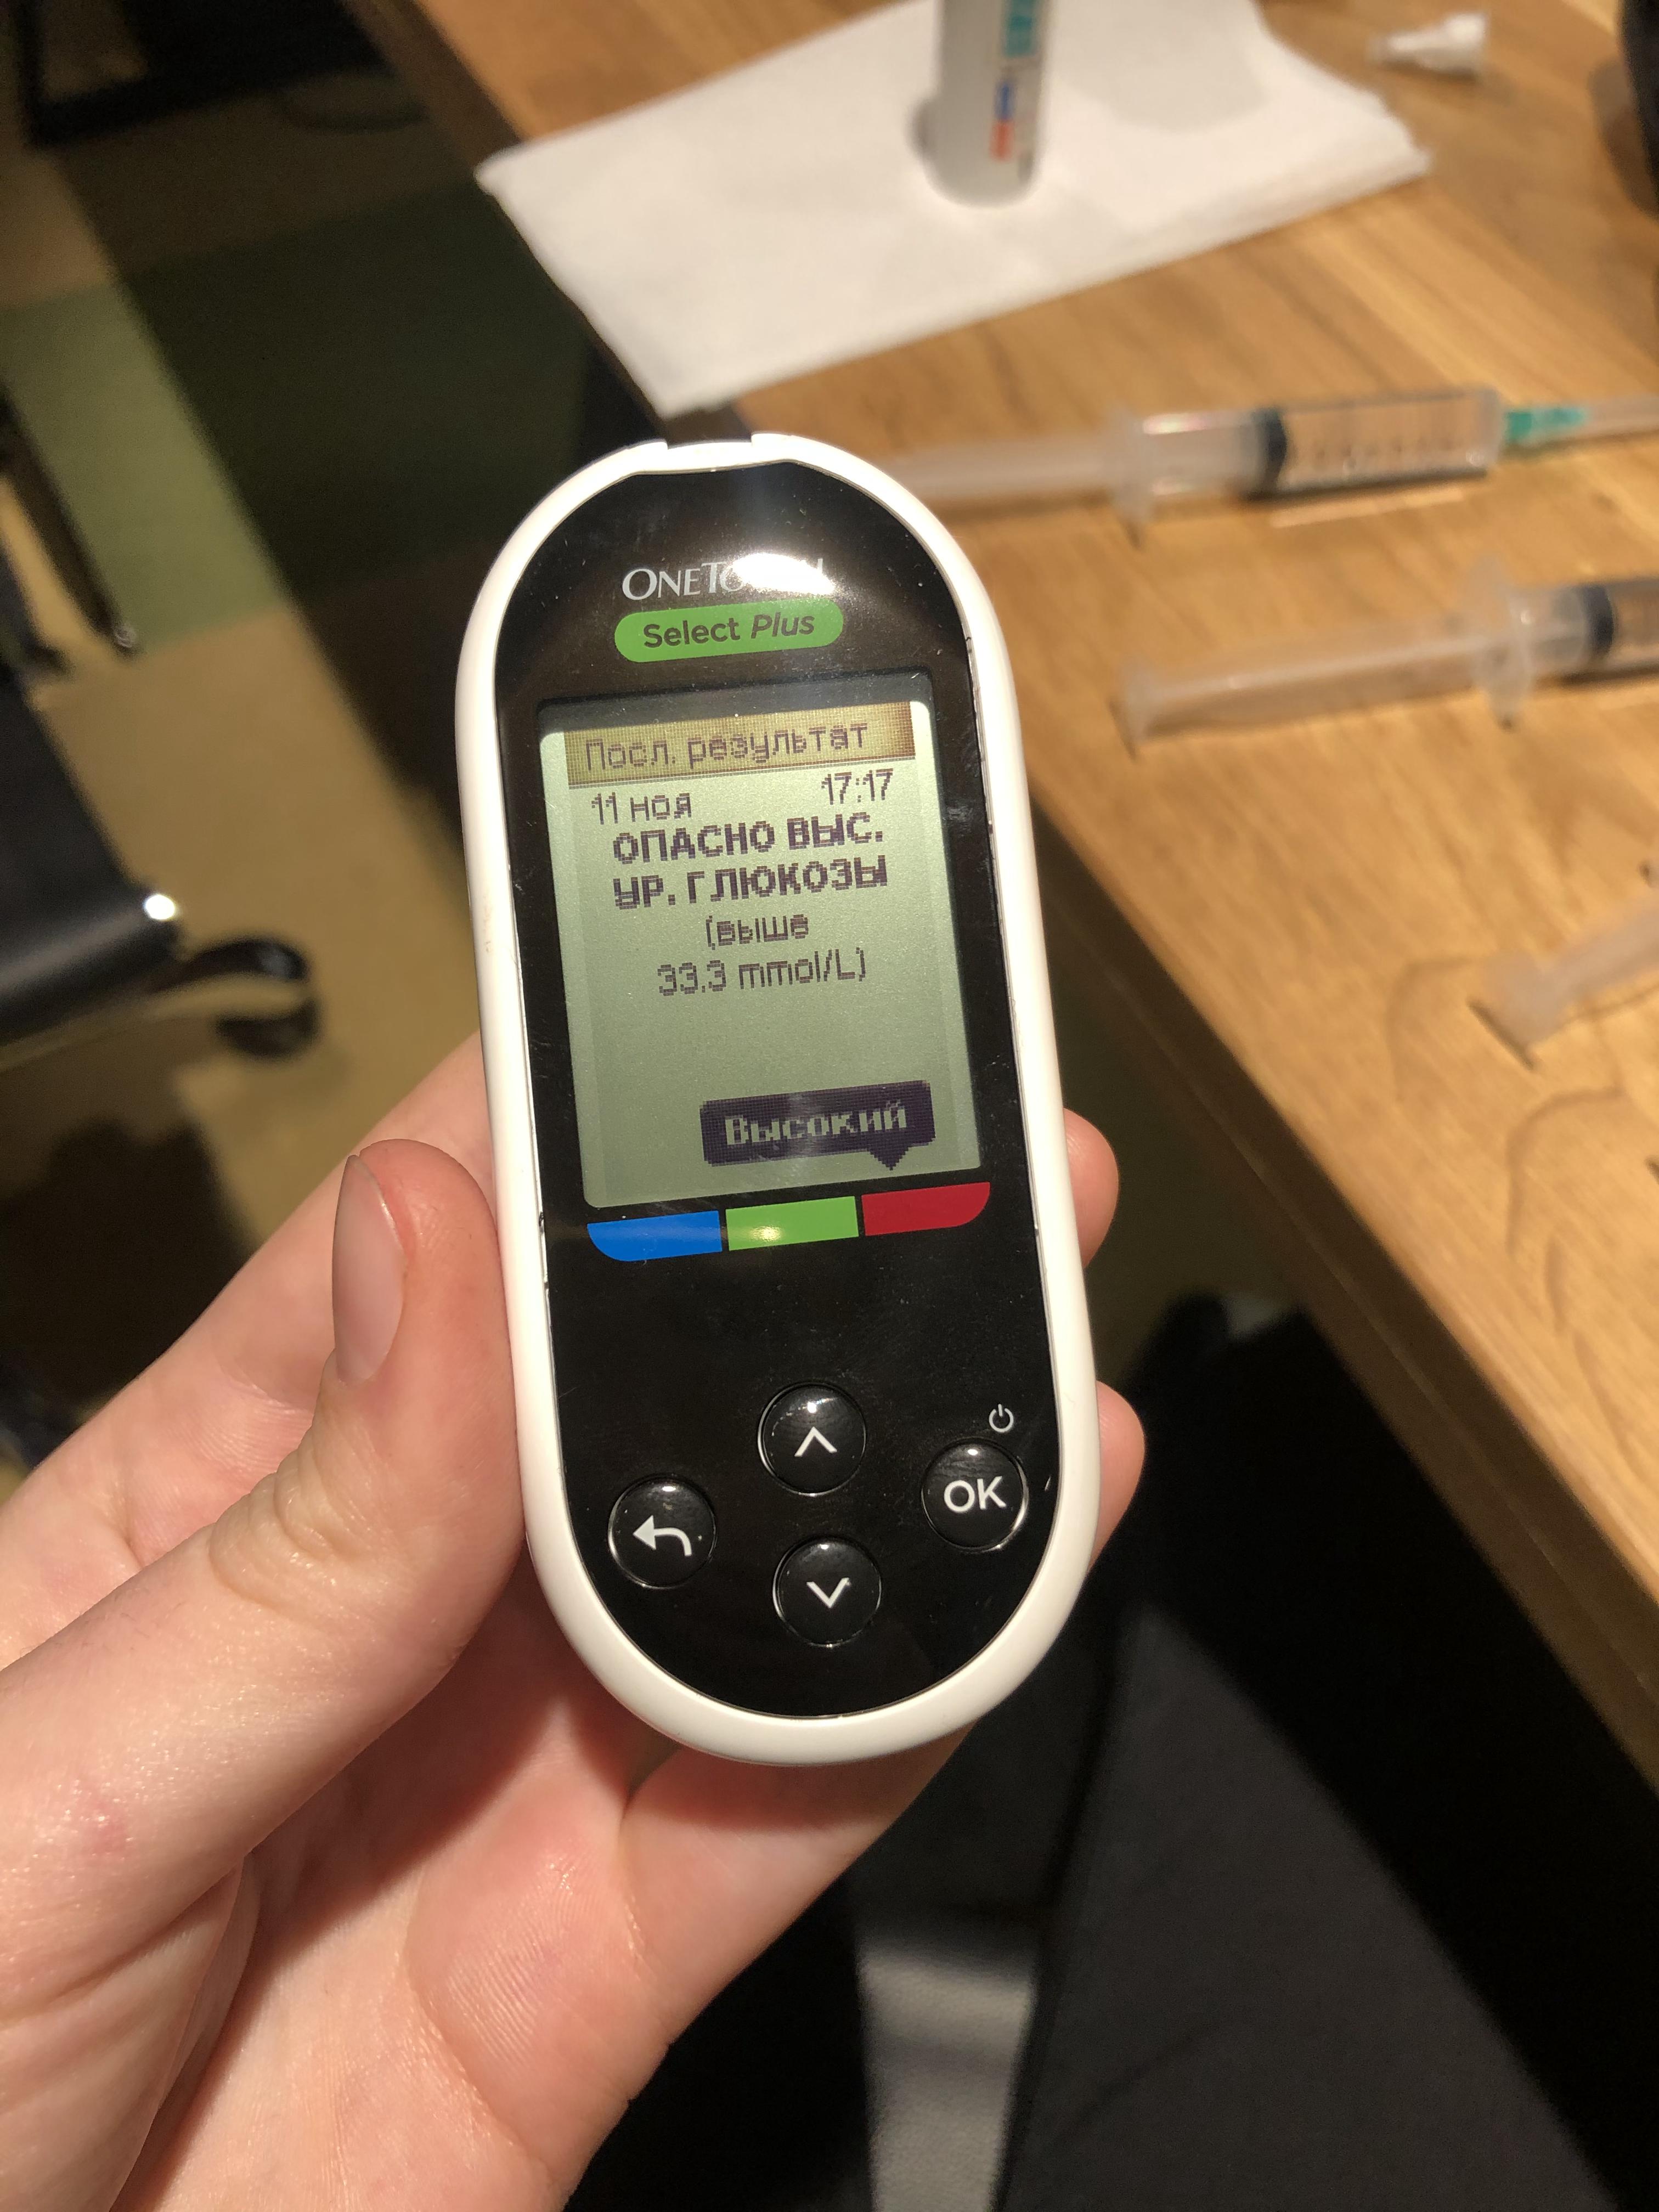 ONETOUCH
Select Plus
Посл. результат
11 ноя 17:17
ОПАСНО ВЫС.
УР. ГЛЮКОЗЫ
(выше
33.3 mmol/L)
Высокий
OK